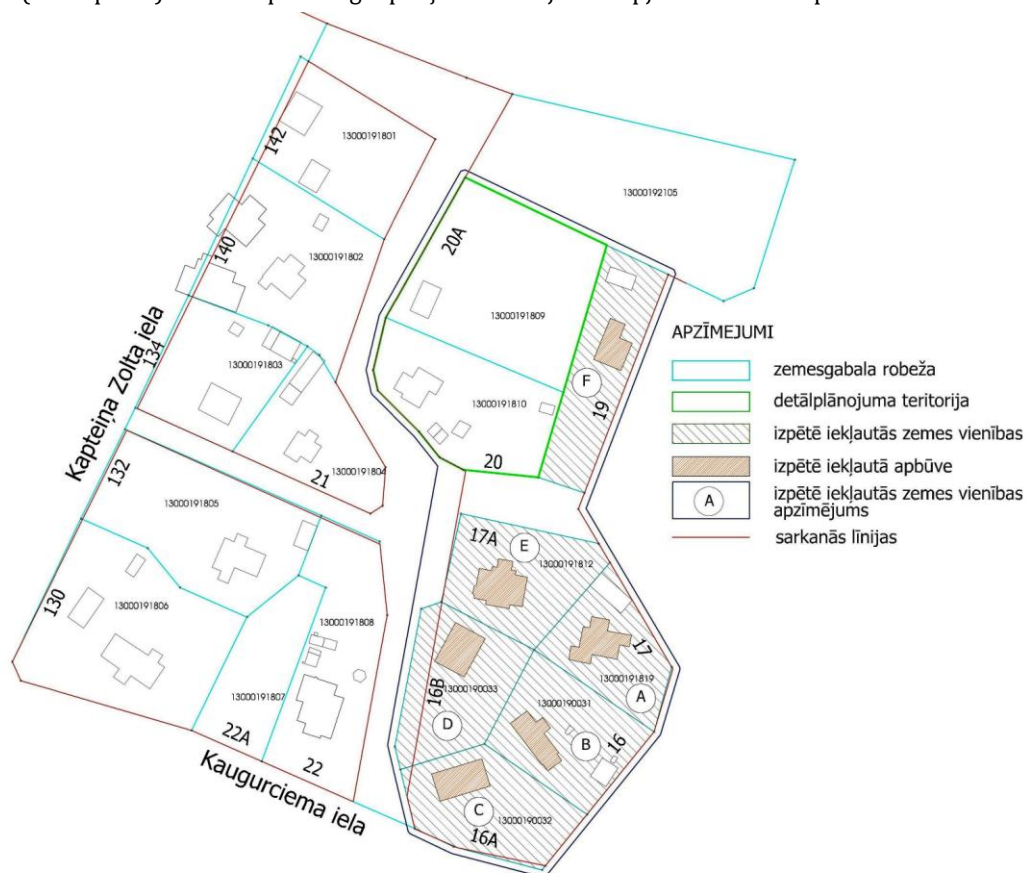 142
13000191801
13000192105
20A
140
13000191802
13000191809
APZĪMEJUMI
zemesgabala robeža
detālplānojuma teritorija
izpētē iekļautās zemes vienības
izpētē iekļautā apbūve
A
izpētē iekļautās zemes vienības
apzīmējums
sarkanās līnijas
Kapteiņa Zolta iela
134
13000191803
F
19
13000191810
20
21
13000191804
132
13000191805
17A
E
13000191812
130
13000191806
13000191808
17
13000191819
A
13000190033
16B
D
13000190031
B
16
13000191807
22A
22
Kaugurciema iela
C
13000190032
16A